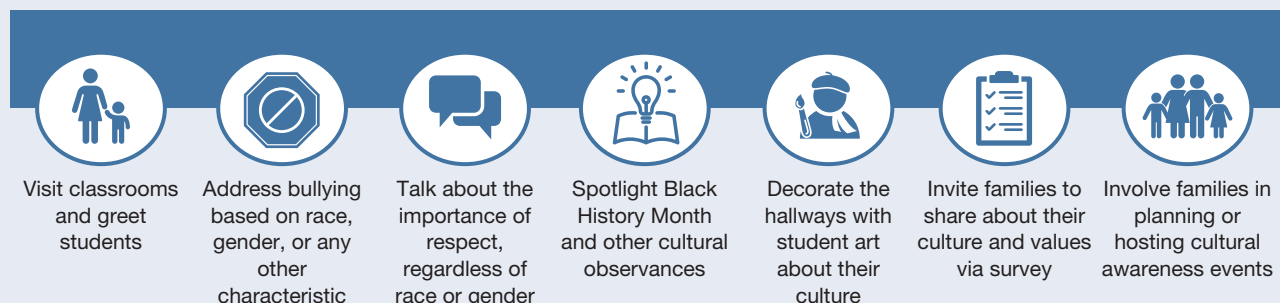 Visit classrooms
and greet
students
Address bullying
based on race,
gender, or any
other
characteristic
Talk about the
importance of
respect,
regardless of
race or gender
Spotlight Black
History Month
and other cultural
observances
Decorate the
hallways with
student art
about their
culture
Invite families to
share about their
culture and values
via survey
Involve families in
planning or
hosting cultural
awareness events